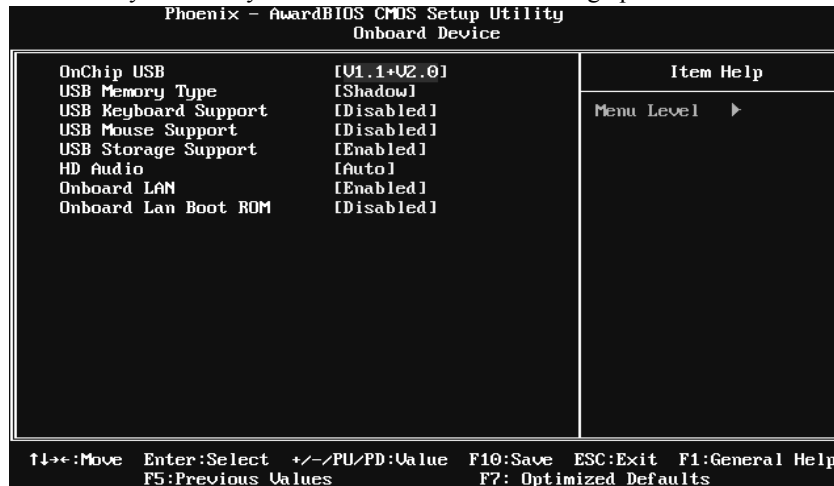 Phoenix - AwardBIOS CMOS Setup Utility
Onboard Device
OnChip USB [V1.1+V2.0]
USB Memory Type [Shadow]
USB Keyboard Support [Disabled]
USB Mouse Support [Disabled]
USB Storage Support [Enabled]
HD Audio [Auto]
Onboard LAN [Enabled]
Onboard Lan Boot ROM [Disabled]
Item Help
Menu Level ▶
↑↓→←:Move Enter:Select +/-/PU/PD:Value F10:Save ESC:Exit F1:General Help
F5:Previous Values F7: Optimized Defaults